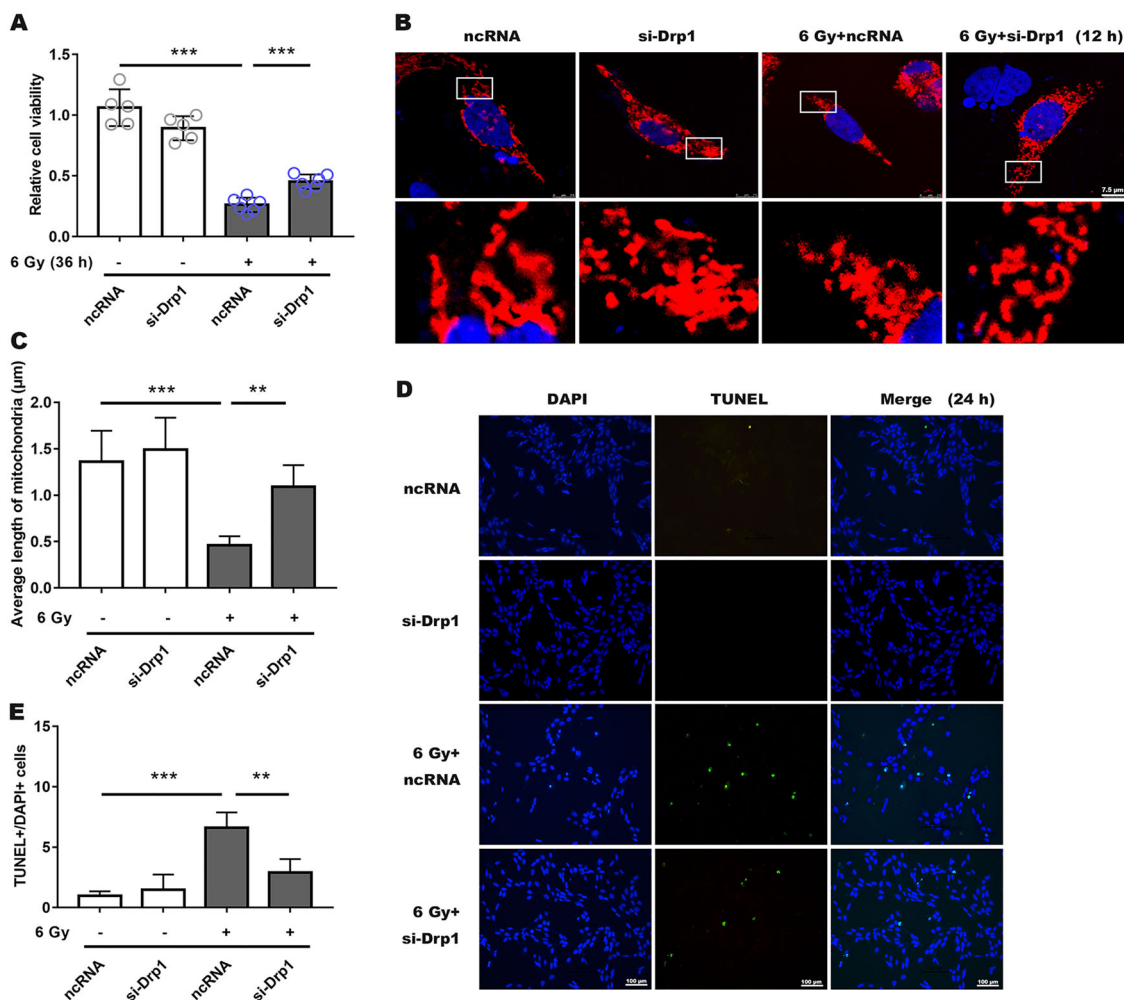 A
Relative cell viability
1.5
1.0
0.5
0.0
***
***
6 Gy (36 h)
-
-
+
+
ncRNA
si-Drp1
ncRNA
si-Drp1
B
ncRNA
si-Drp1
6 Gy+ncRNA
6 Gy+si-Drp1 (12 h)
7.5 µm
C
Average length of mitochondria (µm)
2.0
1.5
1.0
0.5
0.0
***
**
6 Gy
-
-
+
+
ncRNA
si-Drp1
ncRNA
si-Drp1
D
DAPI
TUNEL
Merge (24 h)
ncRNA
si-Drp1
6 Gy+
ncRNA
6 Gy+
si-Drp1
100 µm
100 µm
100 µm
E
TUNEL+/DAPI+ cells
15
10
5
0
***
**
6 Gy
-
-
+
+
ncRNA
si-Drp1
ncRNA
si-Drp1